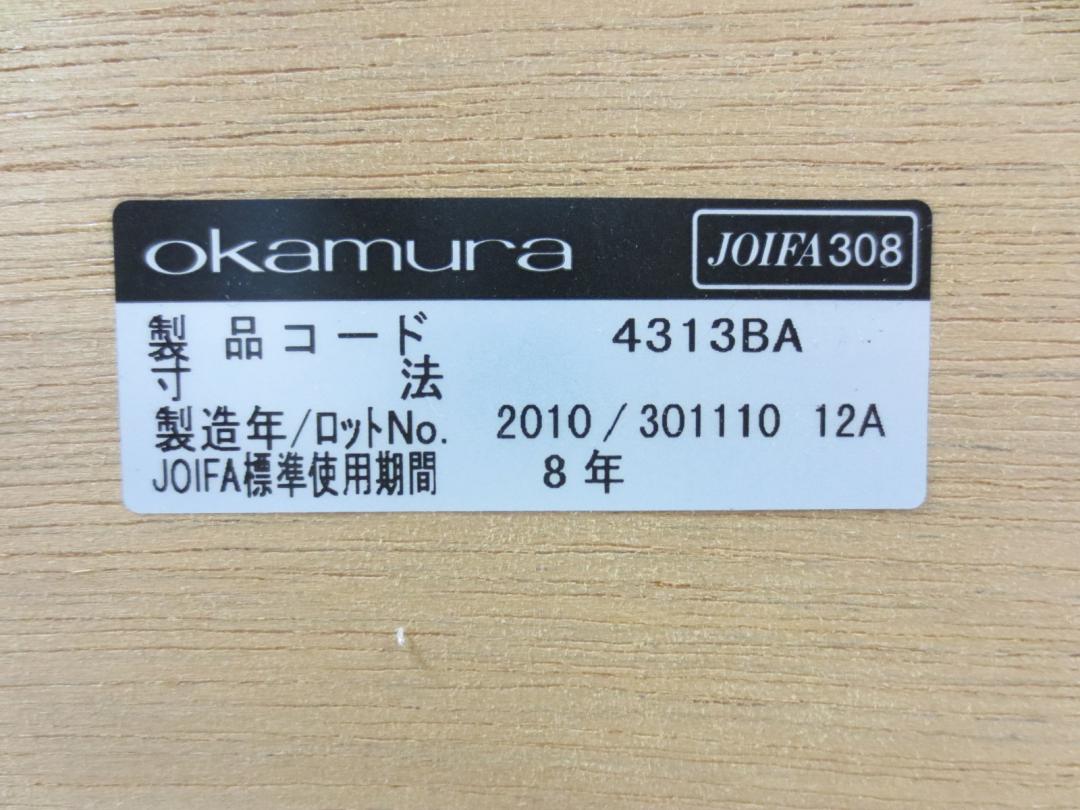 okamura JOIFA308
製品コード 4313BA
寸法
製造年/ロットNo. 2010/301110 12A
JOIFA標準使用期間 8年